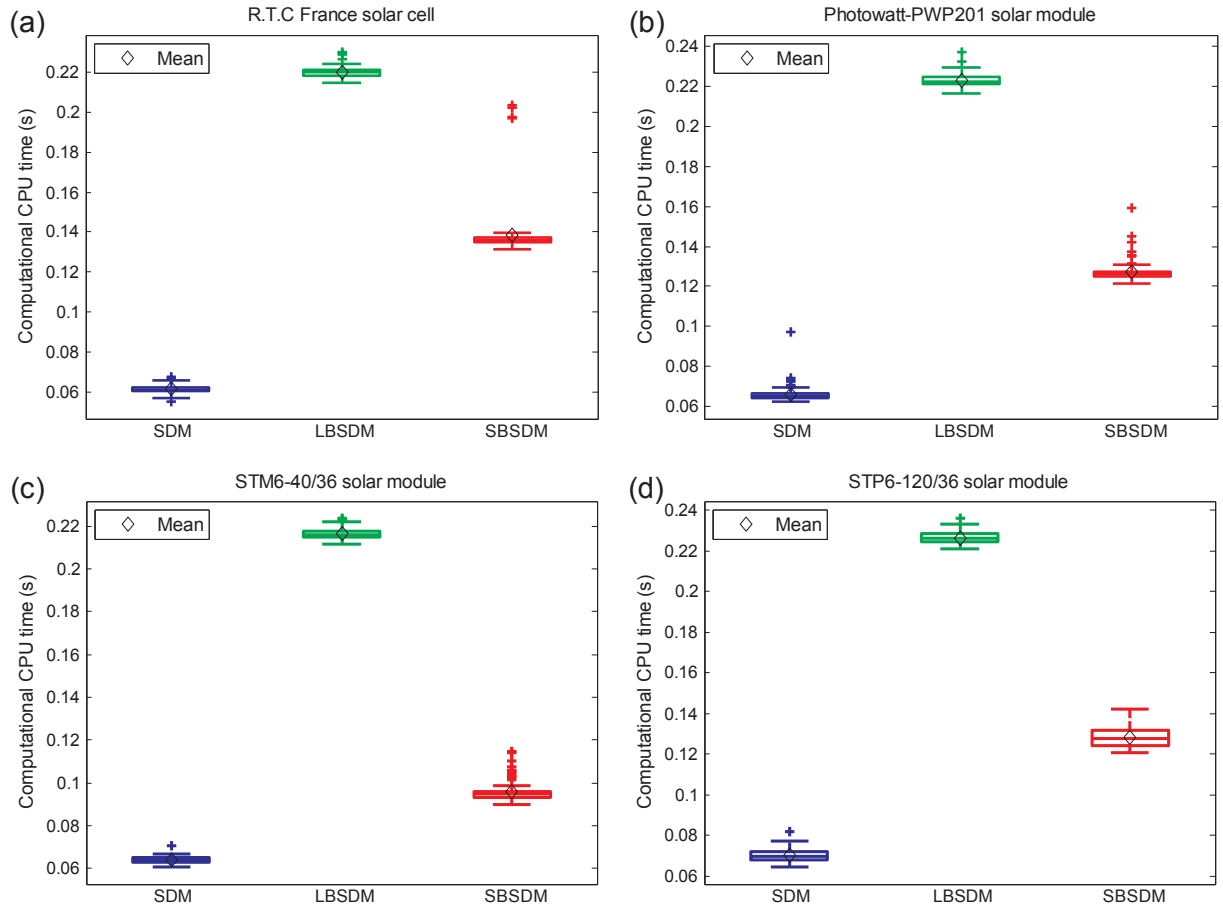 (a)
R.T.C France solar cell
Mean
Computational CPU time (s)
0.22
0.2
0.18
0.16
0.14
0.12
0.1
0.08
0.06
SDM LBSDM SBSDM
(b)
Photowatt-PWP201 solar module
Mean
Computational CPU time (s)
0.24
0.22
0.2
0.18
0.16
0.14
0.12
0.1
0.08
0.06
SDM LBSDM SBSDM
(c)
STM6-40/36 solar module
Mean
Computational CPU time (s)
0.22
0.2
0.18
0.16
0.14
0.12
0.1
0.08
0.06
SDM LBSDM SBSDM
(d)
STP6-120/36 solar module
Mean
Computational CPU time (s)
0.24
0.22
0.2
0.18
0.16
0.14
0.12
0.1
0.08
0.06
SDM LBSDM SBSDM